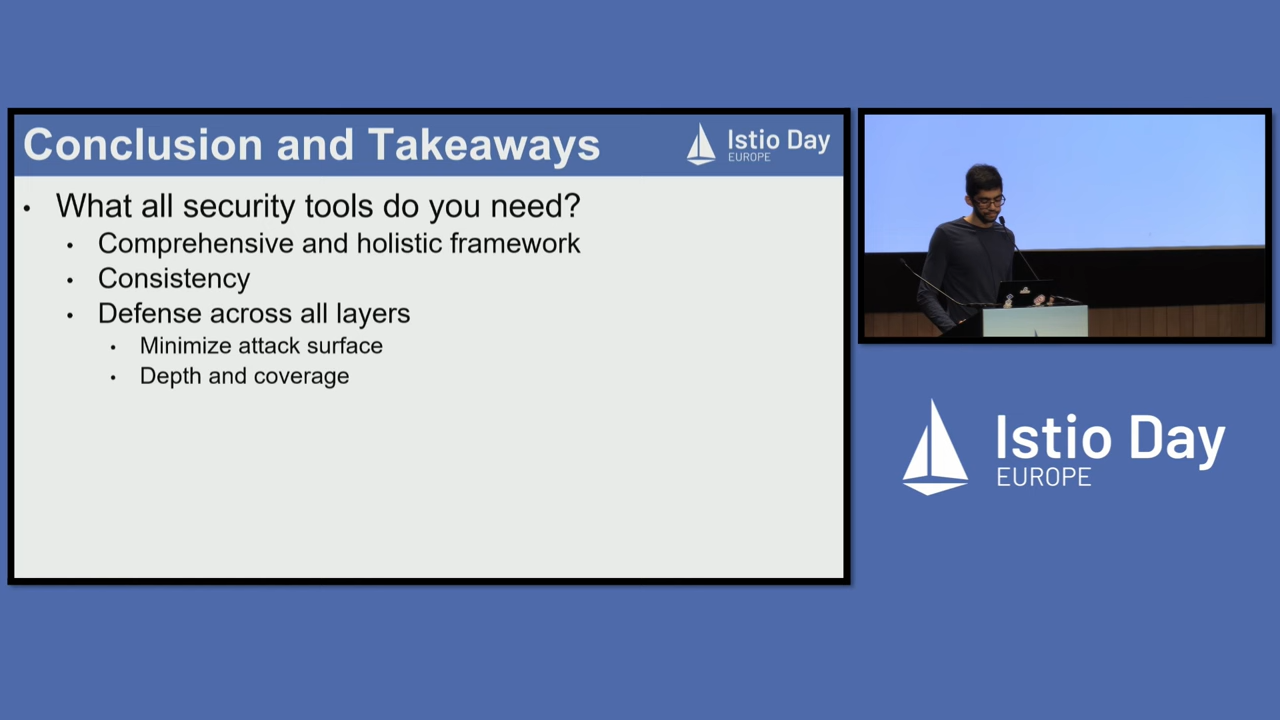 Conclusion and Takeaways
Istio Day
EUROPE
• What all security tools do you need?
• Comprehensive and holistic framework
• Consistency
• Defense across all layers
• Minimize attack surface
• Depth and coverage
Istio Day
EUROPE